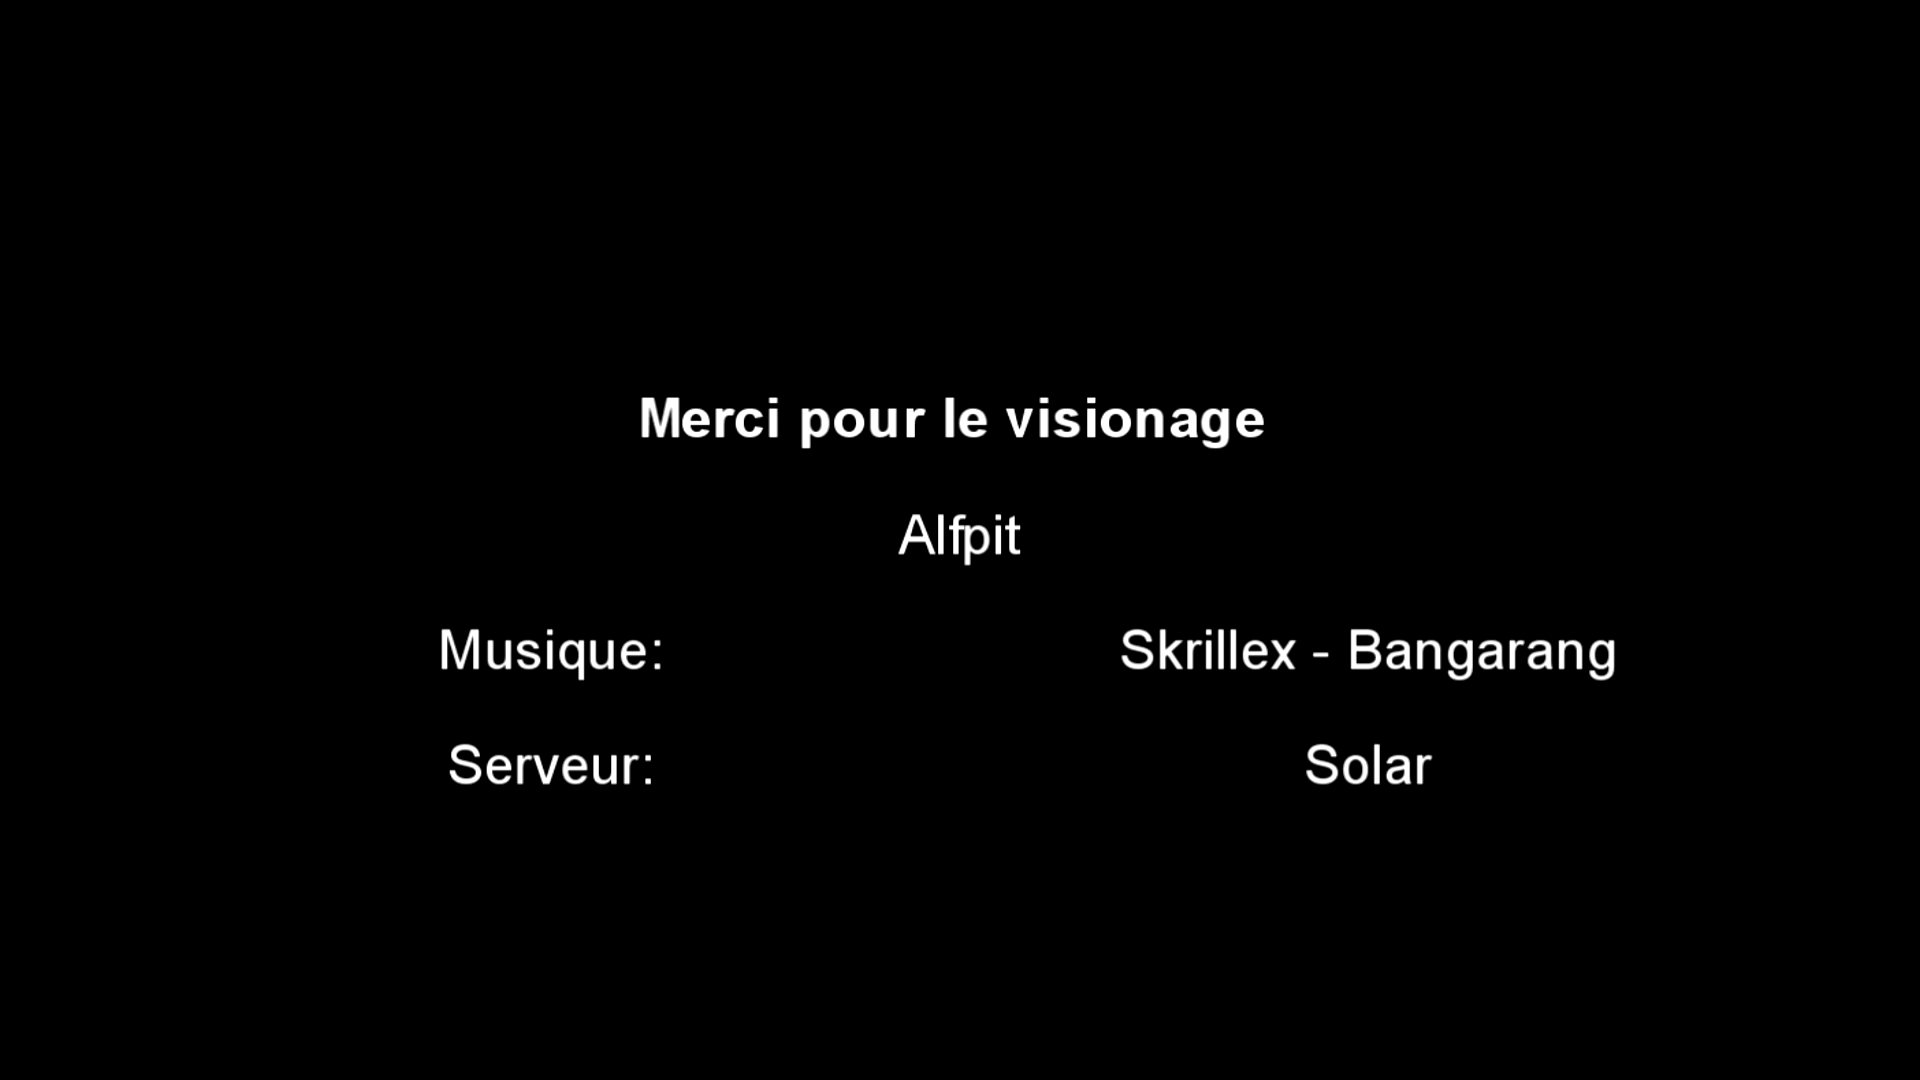 Merci pour le visionage
Alfpit
Musique: Skrillex - Bangarang
Serveur: Solar